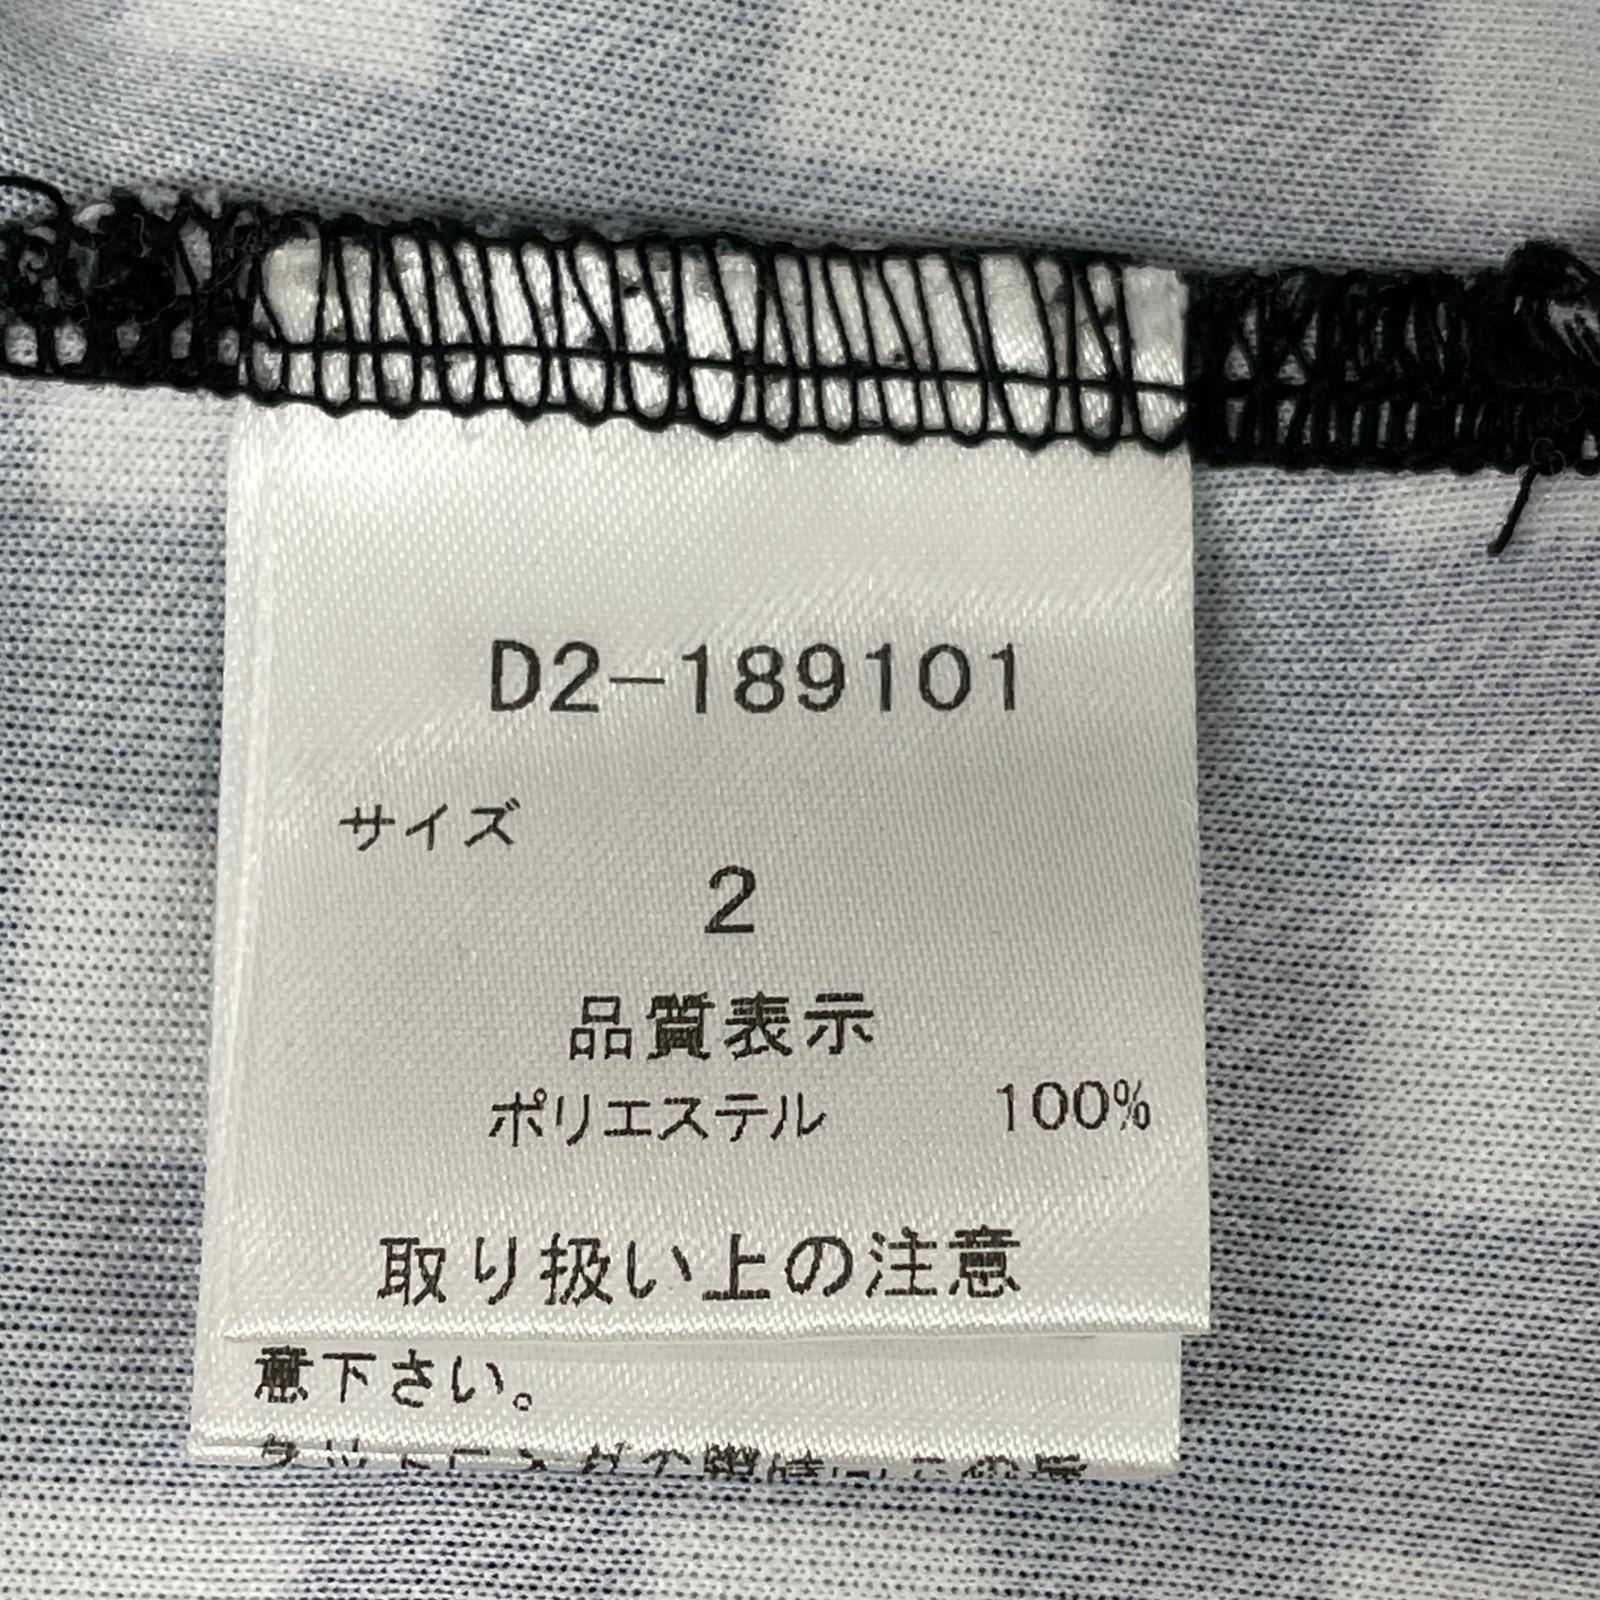 D2-189101
サイズ
2
品質表示
ポリエステル 100%
取り扱い上の注意
意下さい。